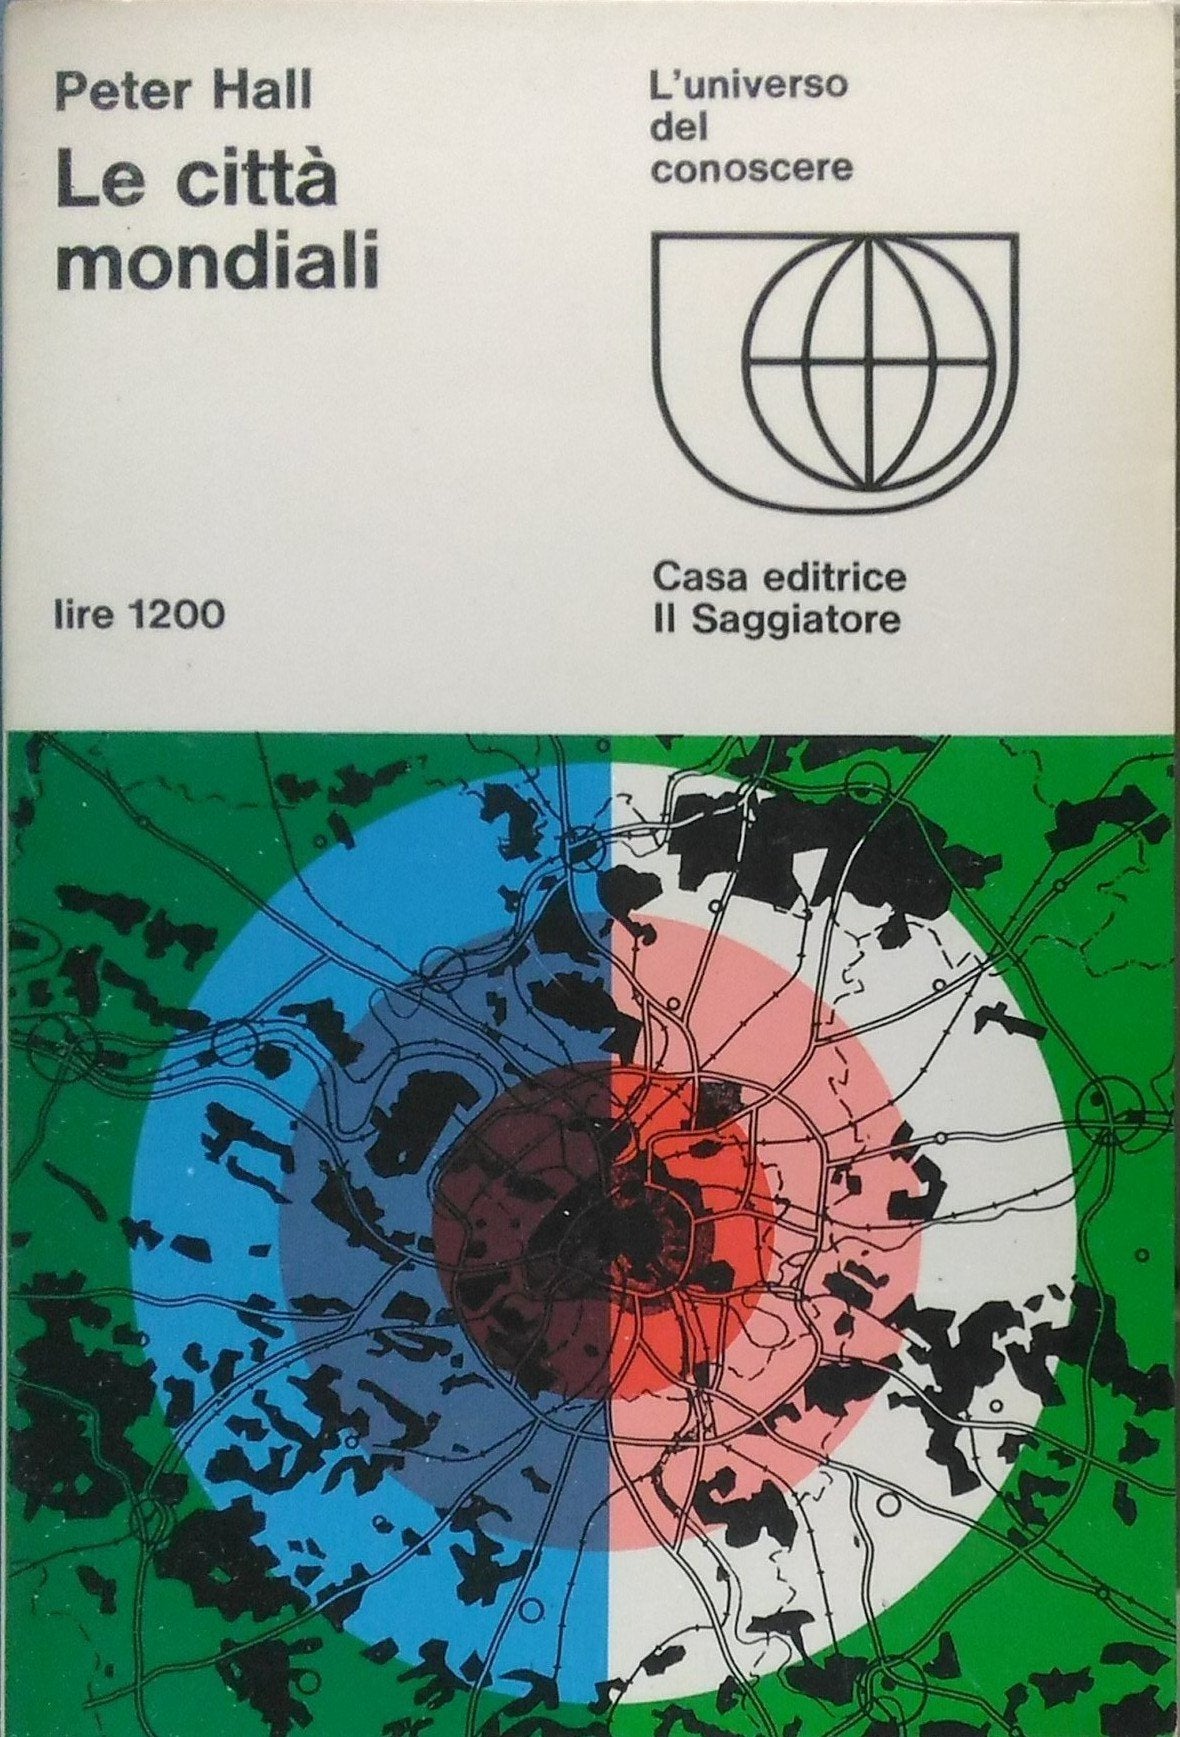 Peter Hall
Le città
mondiali
lire 1200
L'universo
del
conoscere
Casa editrice
Il Saggiatore